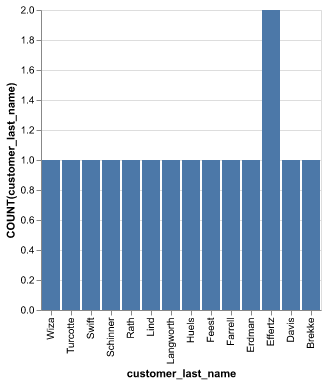 COUNT(customer_last_name)
2.0
1.8
1.6
1.4
1.2
1.0
0.8
0.6
0.4
0.2
0.0
Wiza
Turcotte
Swift
Schinner
Rath
Lind
Langworth
Huels
Feest
Farrell
Erdman
Effertz
Davis
Brekke
customer_last_name